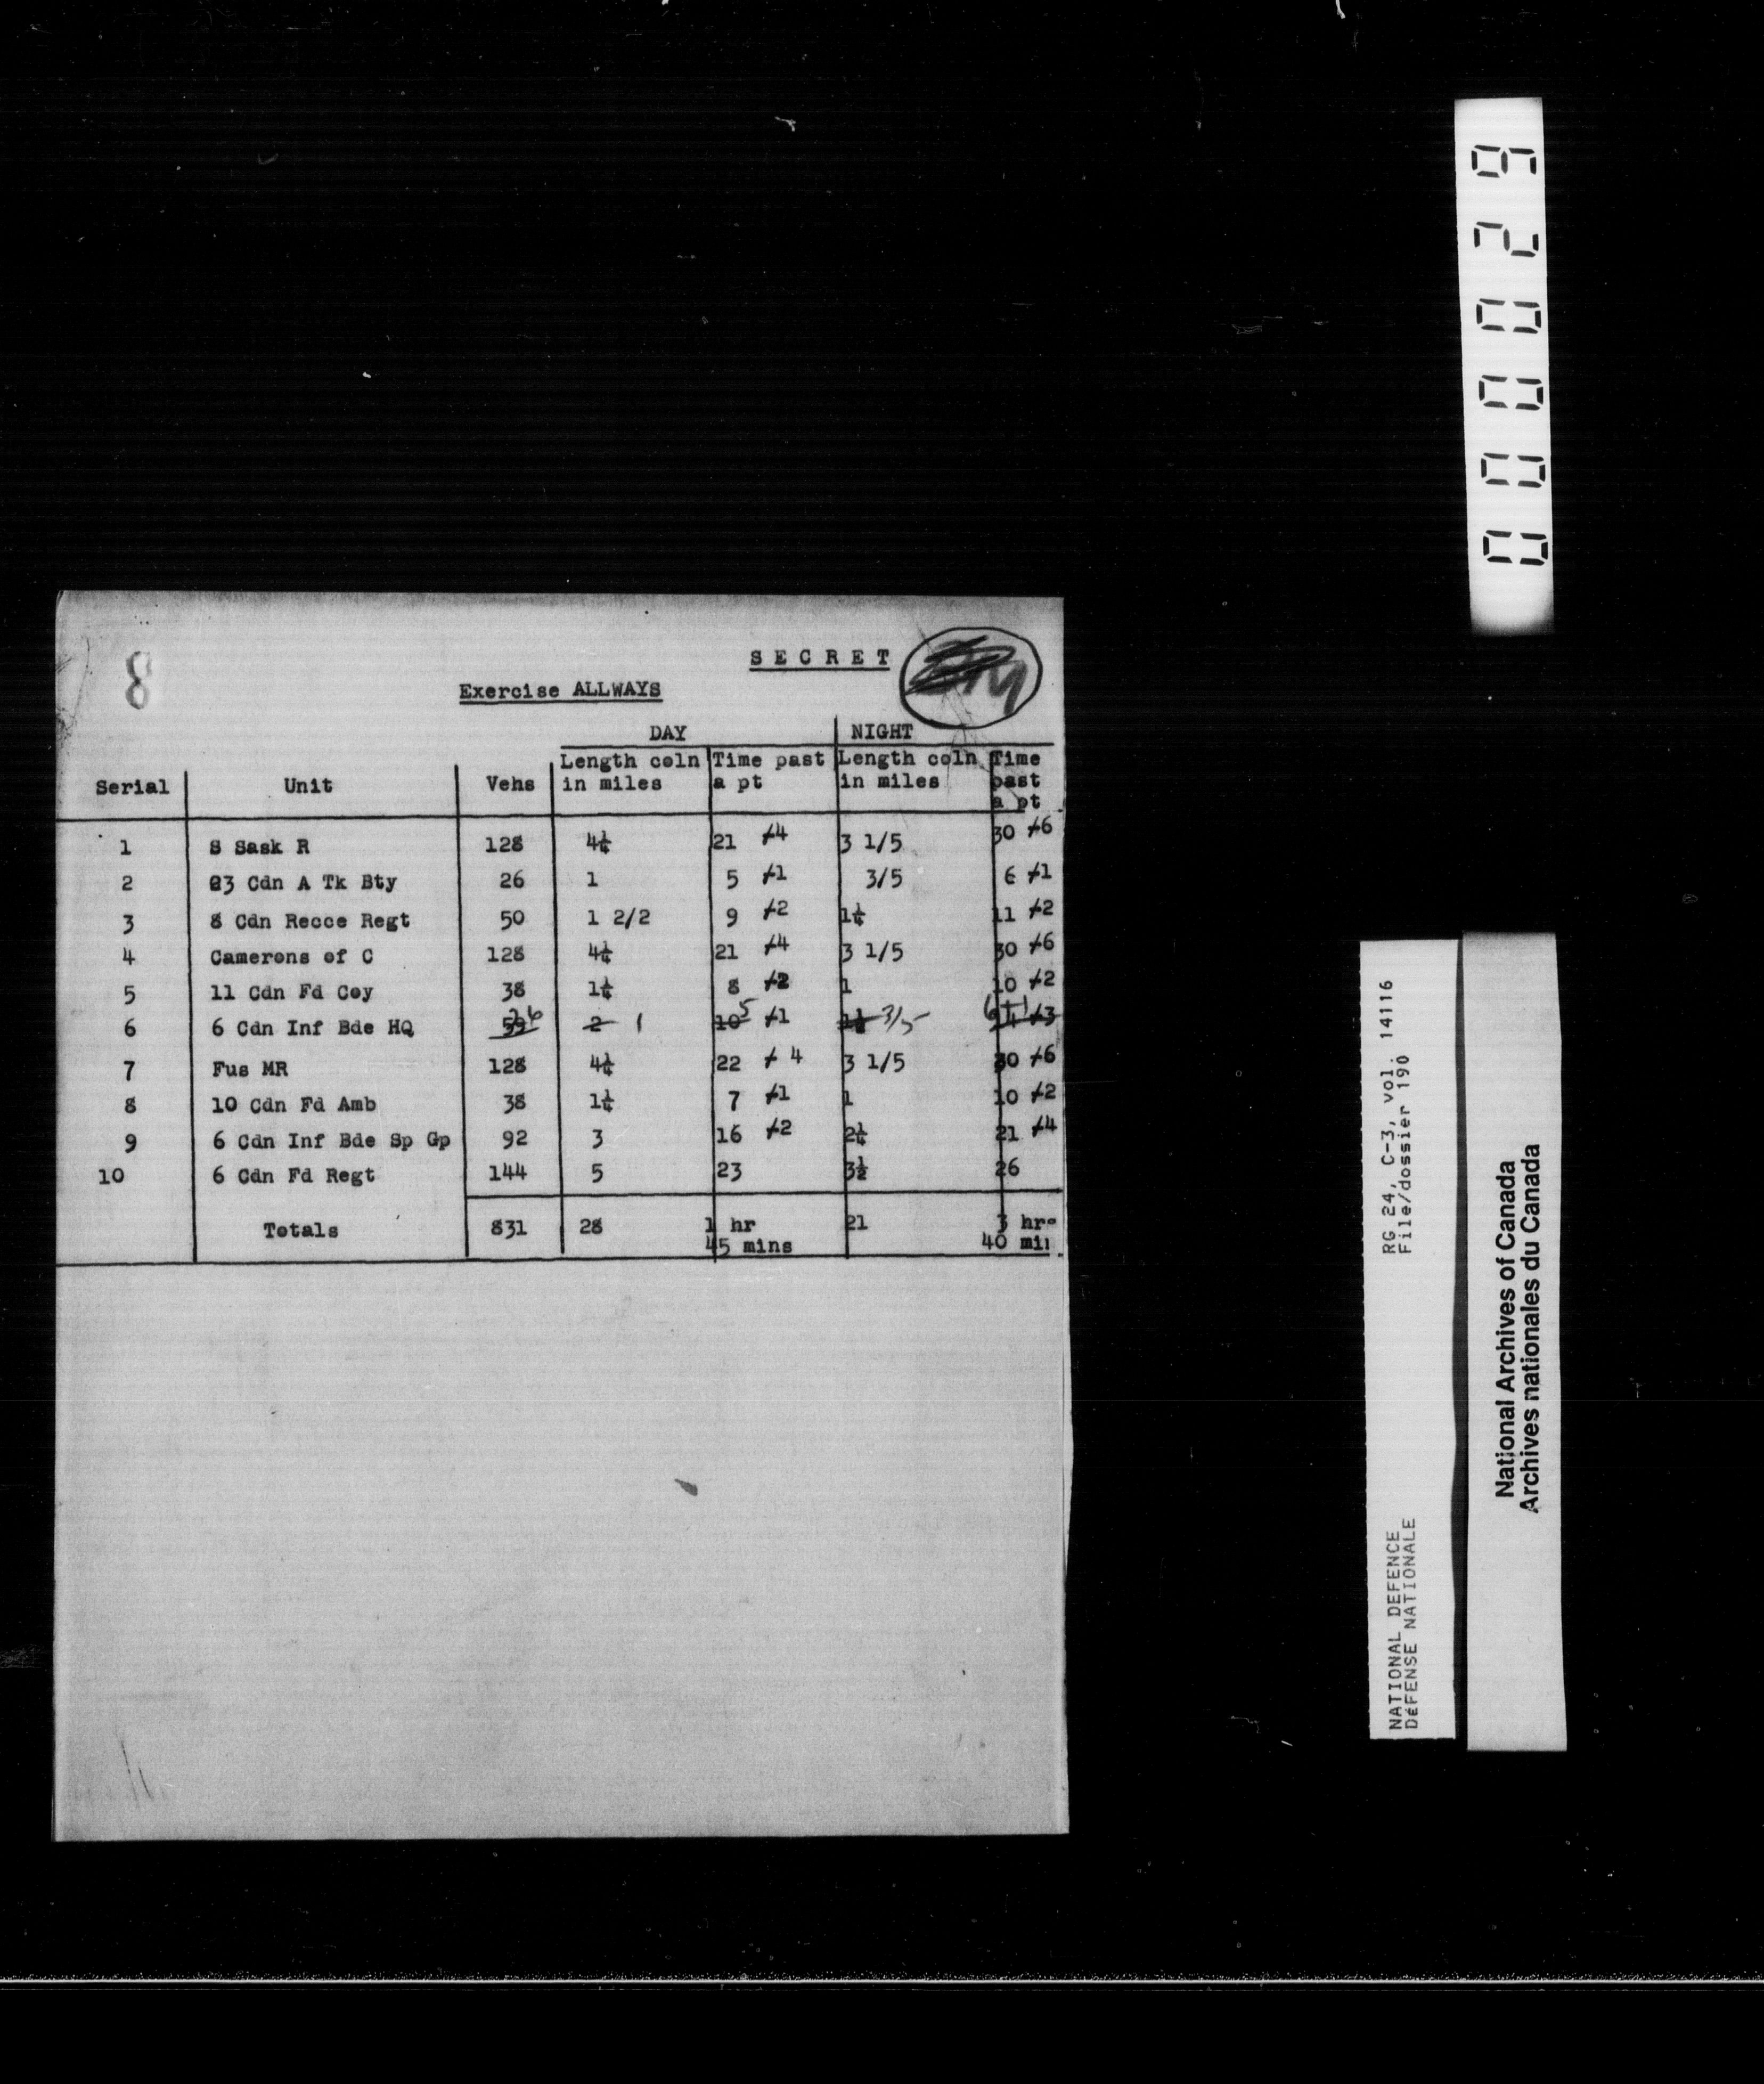 8
SECRET
Exercise ALLWAYS
DAY NIGHT
Serial Unit Vehs Length coln in miles Time past a pt Length coln in miles Time past a pt
1 S Sask R 128 4¼ 21 +4 3 1/5 30 +6
2 23 Cdn A Tk Bty 26 1 5 +1 3/5 6 +1
3 8 Cdn Recce Regt 50 1 2/2 9 +2 1¼ 11 +2
4 Camerons of C 128 4¼ 21 +4 3 1/5 30 +6
5 11 Cdn Fd Coy 38 1¼ 8 +2 1 10 +2
6 6 Cdn Inf Bde HQ 26 2 1 10 5 +1 3/5 6 +1 +3
7 Fus MR 128 4¼ 22 + 4 3 1/5 30 +6
8 10 Cdn Fd Amb 38 1¼ 7 +1 1 10 +2
9 6 Cdn Inf Bde Sp Gp 92 3 16 +2 2¼ 21 +4
10 6 Cdn Fd Regt 144 5 23 3½ 26
Totals 831 28 1 hr 45 mins 21 3 hrs 40 min
000029
RG 24, C-3, vol. 14116
File/dossier 190
NATIONAL DEFENCE
DéFENSE NATIONALE
National Archives of Canada
Archives nationales du Canada